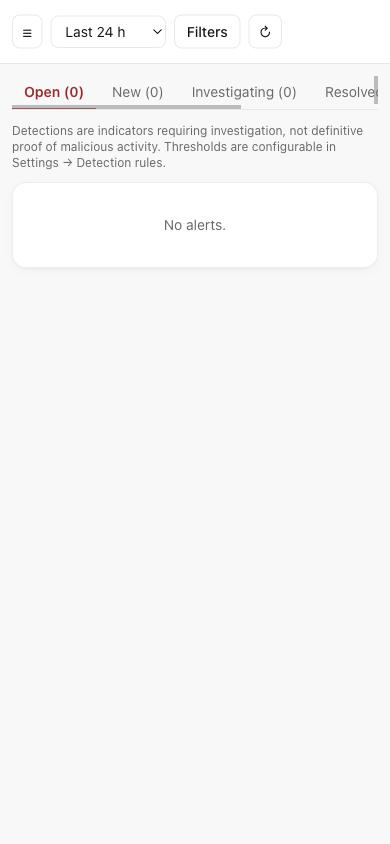 ☰ Last 24 h Filters ↻
Open (0) New (0) Investigating (0) Resolved
Detections are indicators requiring investigation, not definitive
proof of malicious activity. Thresholds are configurable in
Settings → Detection rules.
No alerts.